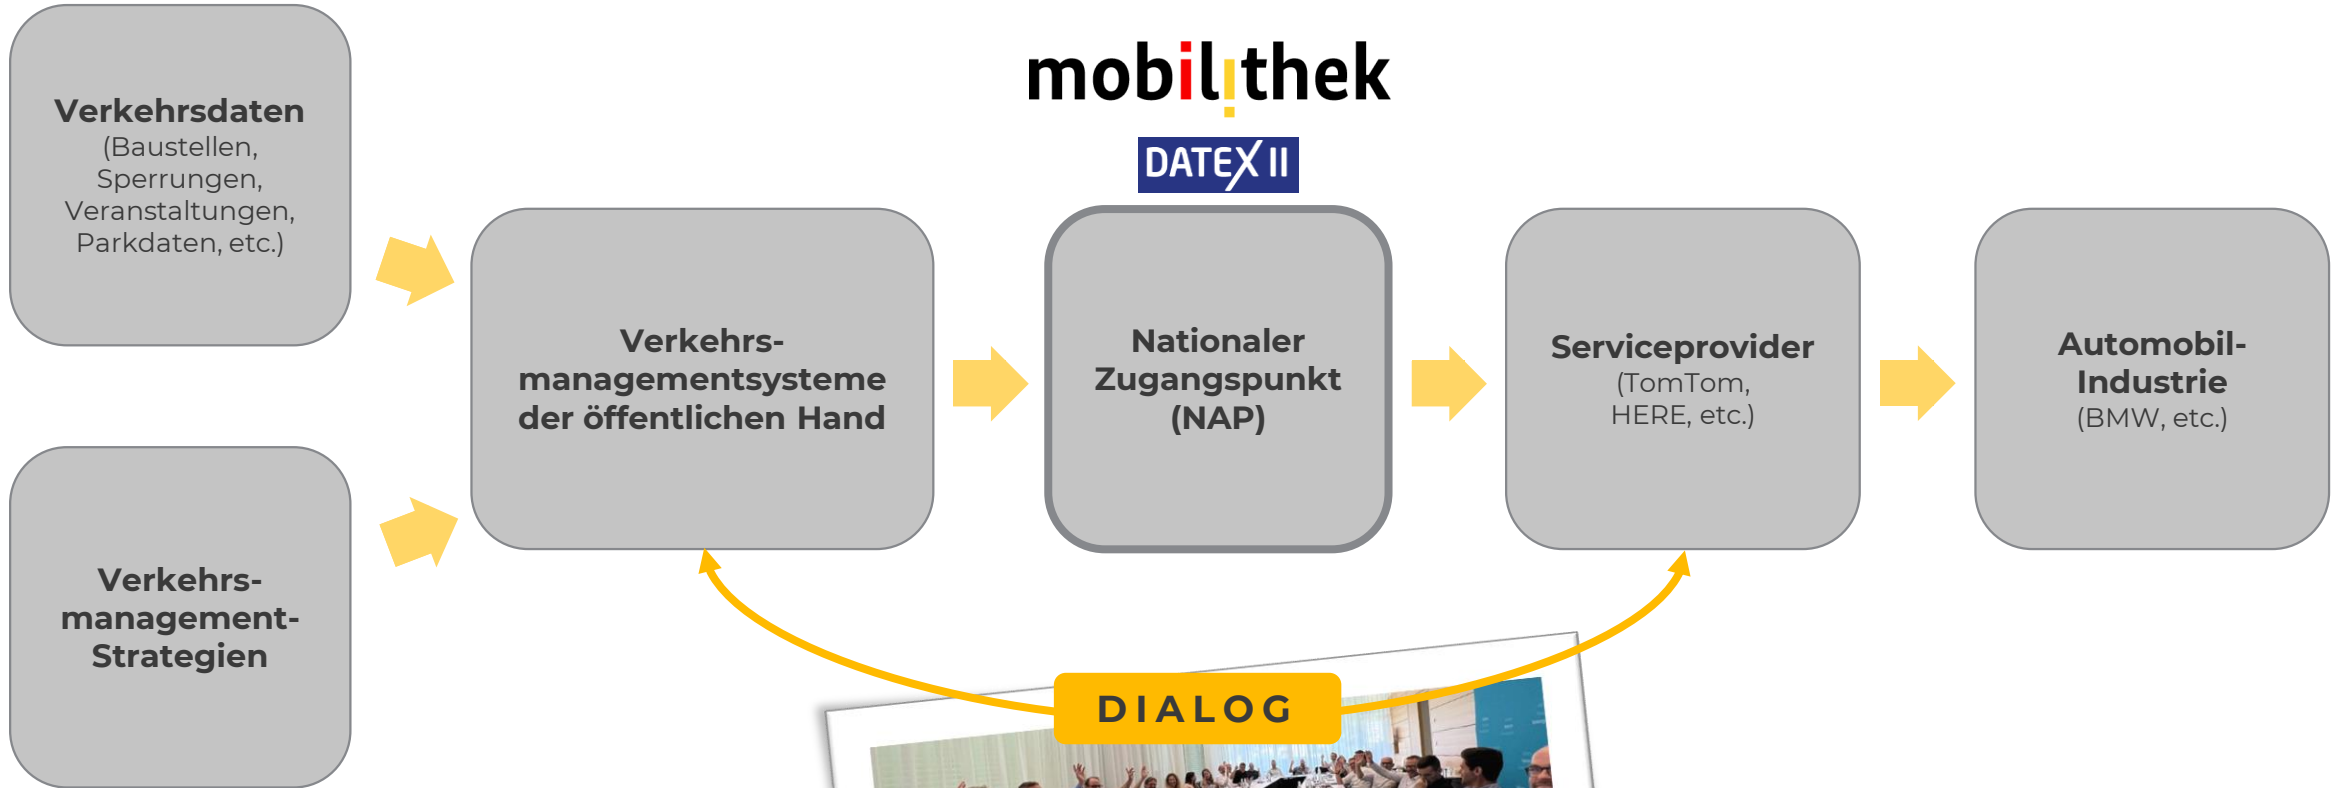 Verkehrsdaten
(Baustellen,
Sperrungen,
Veranstaltungen,
Parkdaten, etc.)
Verkehrs-
management-
Strategien
Verkehrs-
managementsysteme
der öffentlichen Hand
mobilithek
DATEX II
Nationaler
Zugangspunkt
(NAP)
Serviceprovider
(TomTom,
HERE, etc.)
Automobil-
Industrie
(BMW, etc.)
DIALOG